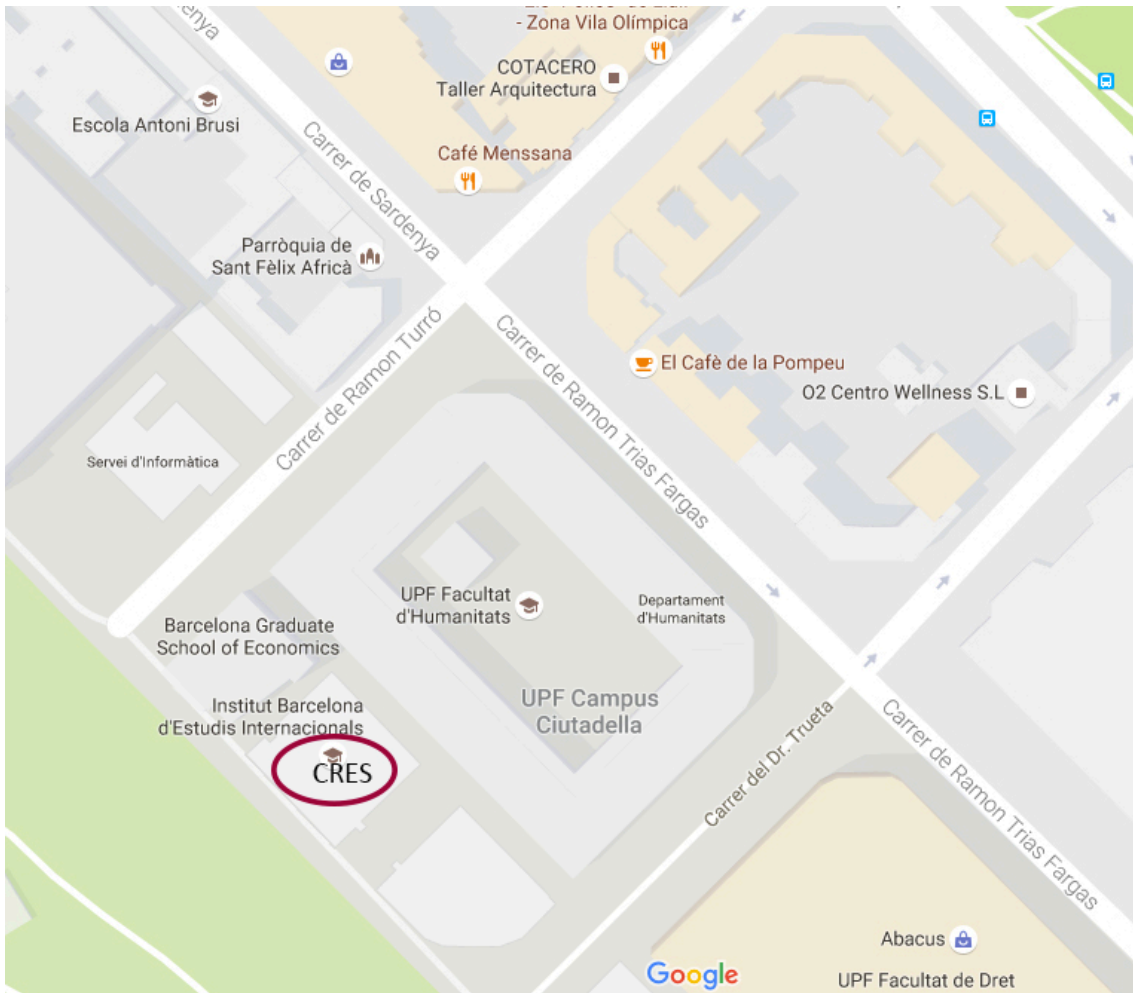 - Zona Vila Olímpica
COTACERO
Taller Arquitectura
Escola Antoni Brusi
Café Menssana
Carrer de Sardenya
Parròquia de
Sant Fèlix Africà
Carrer de Ramon Turró
Carrer de Ramon Trias Fargas
El Cafè de la Pompeu
O2 Centro Wellness S.L
Servei d'Informàtica
UPF Facultat
d'Humanitats
Departament
d'Humanitats
Barcelona Graduate
School of Economics
UPF Campus
Ciutadella
Institut Barcelona
d'Estudis Internacionals
CRES
Carrer del Dr. Trueta
Carrer de Ramon Trias Fargas
Abacus
Google
UPF Facultat de Dret